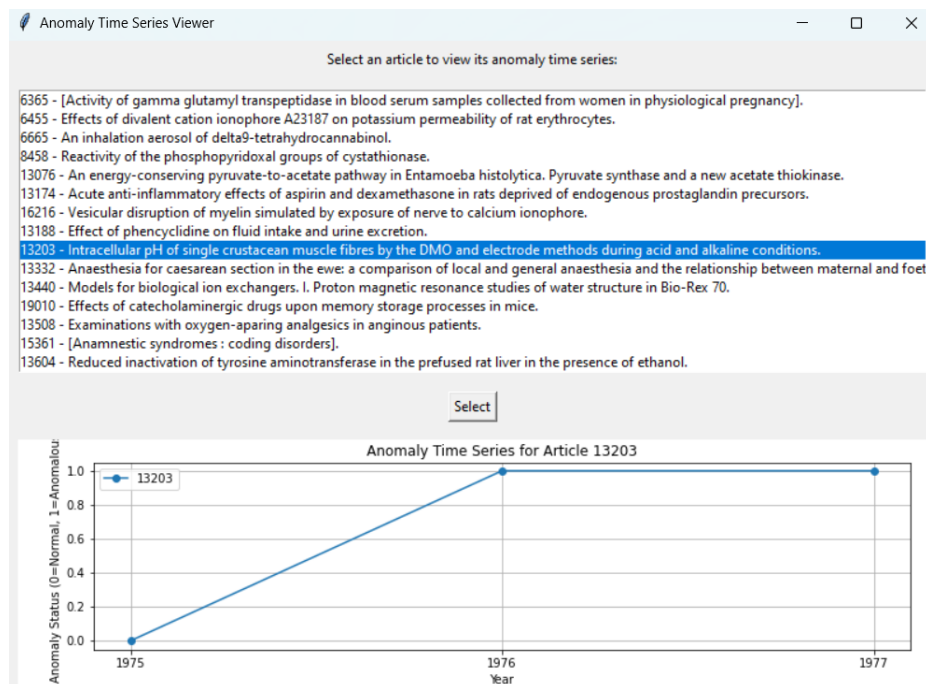 Anomaly Time Series Viewer
Select an article to view its anomaly time series:
6365 - [Activity of gamma glutamyl transpeptidase in blood serum samples collected from women in physiological pregnancy].
6455 - Effects of divalent cation ionophore A23187 on potassium permeability of rat erythrocytes.
6665 - An inhalation aerosol of delta9-tetrahydrocannabinol.
8458 - Reactivity of the phosphopyridoxal groups of cystathionase.
13076 - An energy-conserving pyruvate-to-acetate pathway in Entamoeba histolytica. Pyruvate synthase and a new acetate thiokinase.
13174 - Acute anti-inflammatory effects of aspirin and dexamethasone in rats deprived of endogenous prostaglandin precursors.
16216 - Vesicular disruption of myelin simulated by exposure of nerve to calcium ionophore.
13188 - Effect of phencyclidine on fluid intake and urine excretion.
13203 - Intracellular pH of single crustacean muscle fibres by the DMO and electrode methods during acid and alkaline conditions.
13332 - Anaesthesia for caesarean section in the ewe: a comparison of local and general anaesthesia and the relationship between maternal and foet
13440 - Models for biological ion exchangers. I. Proton magnetic resonance studies of water structure in Bio-Rex 70.
19010 - Effects of catecholaminergic drugs upon memory storage processes in mice.
13508 - Examinations with oxygen-aparing analgesics in anginous patients.
15361 - [Anamnestic syndromes : coding disorders].
13604 - Reduced inactivation of tyrosine aminotransferase in the prefused rat liver in the presence of ethanol.
Select
Anomaly Time Series for Article 13203
Anomaly Status (0=Normal, 1=Anomalous
13203
1.0
0.8
0.6
0.4
0.2
0.0
1975
1976
1977
Year